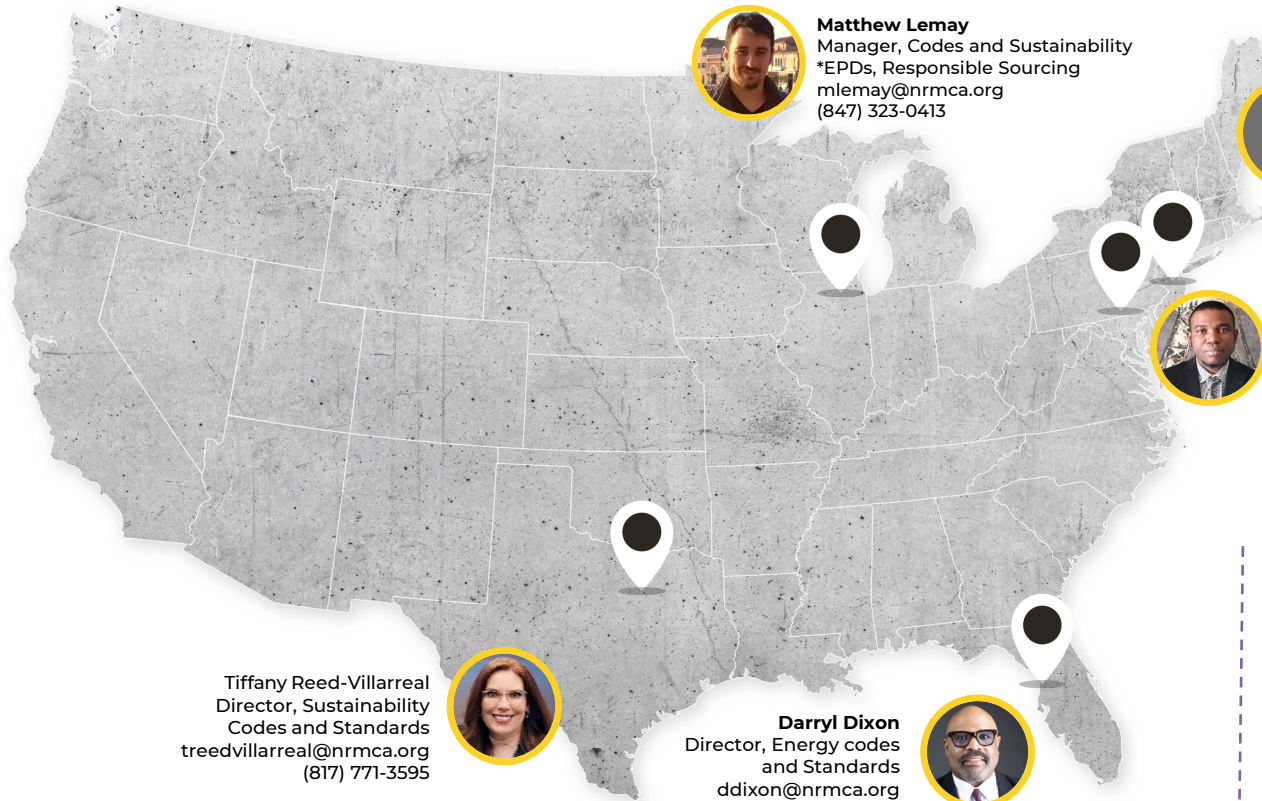 Matthew Lemay
Manager, Codes and Sustainability
*EPDs, Responsible Sourcing
mlemay@nrmca.org
(847) 323-0413
Tiffany Reed-Villarreal
Director, Sustainability
Codes and Standards
treedvillarreal@nrmca.org
(817) 771-3595
Darryl Dixon
Director, Energy codes
and Standards
ddixon@nrmca.org